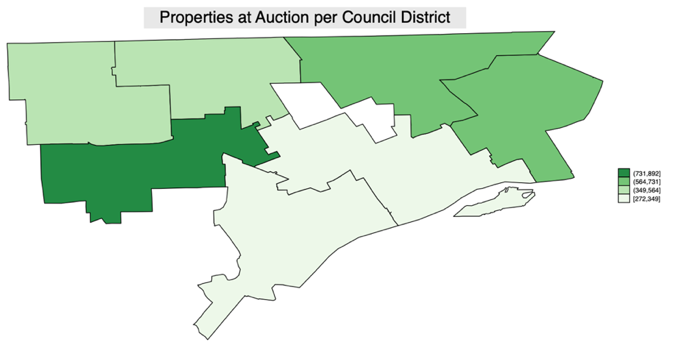 Properties at Auction per Council District
(731,892]
(564,731]
(349,564]
[272,349]